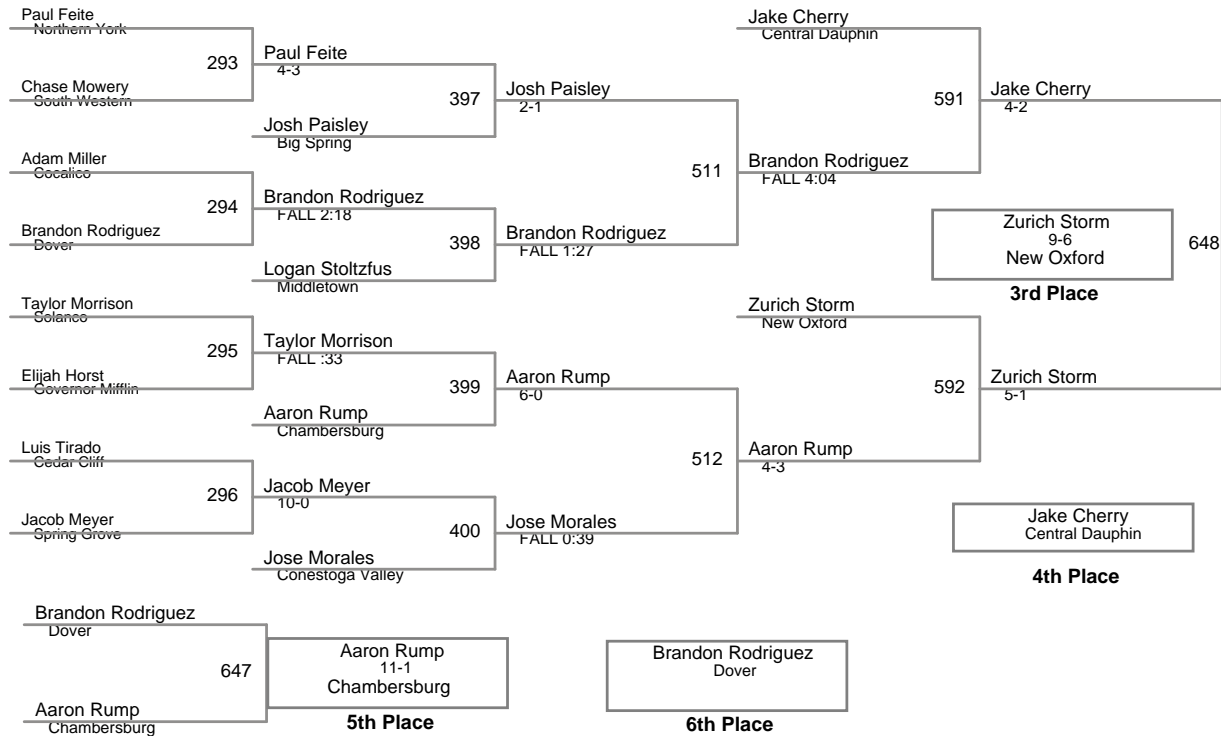 Paul Feite
Northern York
293
Chase Mowery
South Western
Adam Miller
Cocalico
294
Brandon Rodriguez
Dover
Taylor Morrison
Solanco
295
Elijah Horst
Governor Mifflin
Luis Tirado
Cedar Cliff
296
Jacob Meyer
Spring Grove
Paul Feite
4-3
397
Josh Paisley
Big Spring
Brandon Rodriguez
FALL 2:18
398
Logan Stoltzfus
Middletown
Taylor Morrison
FALL :33
399
Aaron Rump
Chambersburg
Jacob Meyer
10-0
400
Jose Morales
Conestoga Valley
Josh Paisley
2-1
511
Brandon Rodriguez
FALL 1:27
Aaron Rump
6-0
512
Jose Morales
FALL 0:39
Jake Cherry
Central Dauphin
591
Brandon Rodriguez
FALL 4:04
Zurich Storm
New Oxford
592
Aaron Rump
4-3
Jake Cherry
4-2
Zurich Storm
9-6
New Oxford
648
3rd Place
Zurich Storm
5-1
Jake Cherry
Central Dauphin
4th Place
Brandon Rodriguez
Dover
647
Aaron Rump
Chambersburg
Aaron Rump
11-1
Chambersburg
5th Place
Brandon Rodriguez
Dover
6th Place